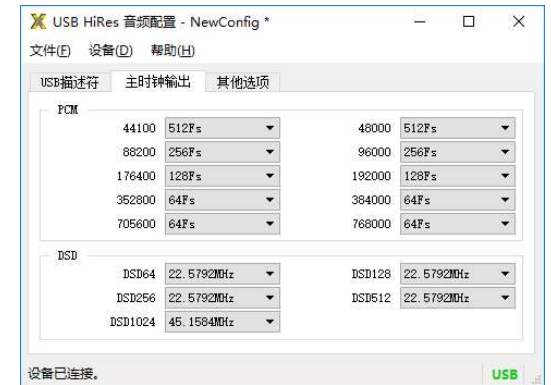 USB HiRes 音频配置 - NewConfig *
文件(F) 设备(D) 帮助(H)
USB描述符 主时钟输出 其他选项
PCM
44100 512Fs 48000 512Fs
88200 256Fs 96000 256Fs
176400 128Fs 192000 128Fs
352800 64Fs 384000 64Fs
705600 64Fs 768000 64Fs
DSD
DSD64 22.5792MHz DSD128 22.5792MHz
DSD256 22.5792MHz DSD512 22.5792MHz
DSD1024 45.1584MHz
设备已连接。 USB